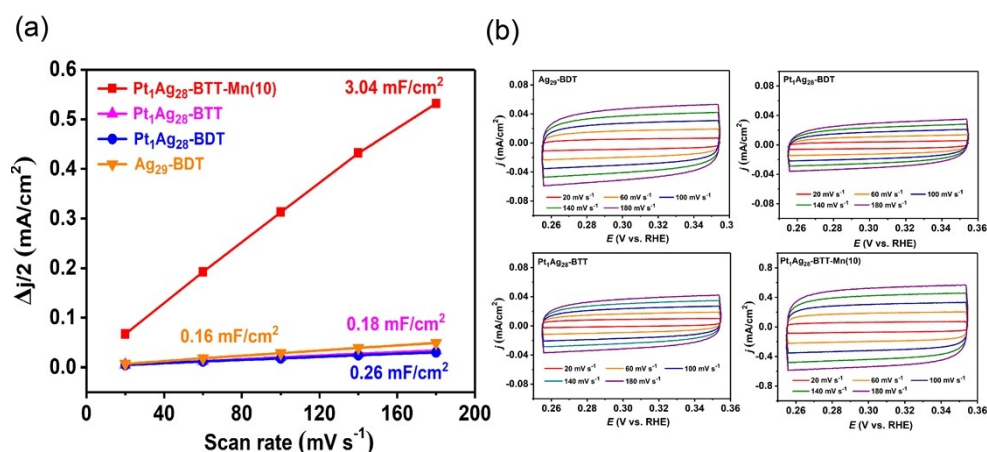 (a)
Δj/2 (mA/cm²)
0.6
0.5
0.4
0.3
0.2
0.1
0.0
Pt₁Ag₂₈-BTT-Mn(10)
Pt₁Ag₂₈-BTT
Pt₁Ag₂₈-BDT
Ag₂₉-BDT
3.04 mF/cm²
0.16 mF/cm²
0.18 mF/cm²
0.26 mF/cm²
0 40 80 120 160 200
Scan rate (mV s⁻¹)
(b)
Ag₂₉-BDT
j (mA/cm²)
0.08
0.04
0.00
-0.04
-0.08
20 mV s⁻¹ 60 mV s⁻¹ 100 mV s⁻¹
140 mV s⁻¹ 180 mV s⁻¹
0.26 0.28 0.30 0.32 0.34 0.3
E (V vs. RHE)
Pt₁Ag₂₈-BDT
j (mA/cm²)
0.08
0.04
0.00
-0.04
-0.08
20 mV s⁻¹ 60 mV s⁻¹ 100 mV s⁻¹
140 mV s⁻¹ 180 mV s⁻¹
0.26 0.28 0.30 0.32 0.34 0.36
E (V vs. RHE)
Pt₁Ag₂₈-BTT
j (mA/cm²)
0.08
0.04
0.00
-0.04
-0.08
20 mV s⁻¹ 60 mV s⁻¹ 100 mV s⁻¹
140 mV s⁻¹ 180 mV s⁻¹
0.26 0.28 0.30 0.32 0.34 0.36
E (V vs. RHE)
Pt₁Ag₂₈-BTT-Mn(10)
j (mA/cm²)
0.8
0.4
0.0
-0.4
-0.8
20 mV s⁻¹ 60 mV s⁻¹ 100 mV s⁻¹
140 mV s⁻¹ 180 mV s⁻¹
0.26 0.28 0.30 0.32 0.34 0.36
E (V vs. RHE)